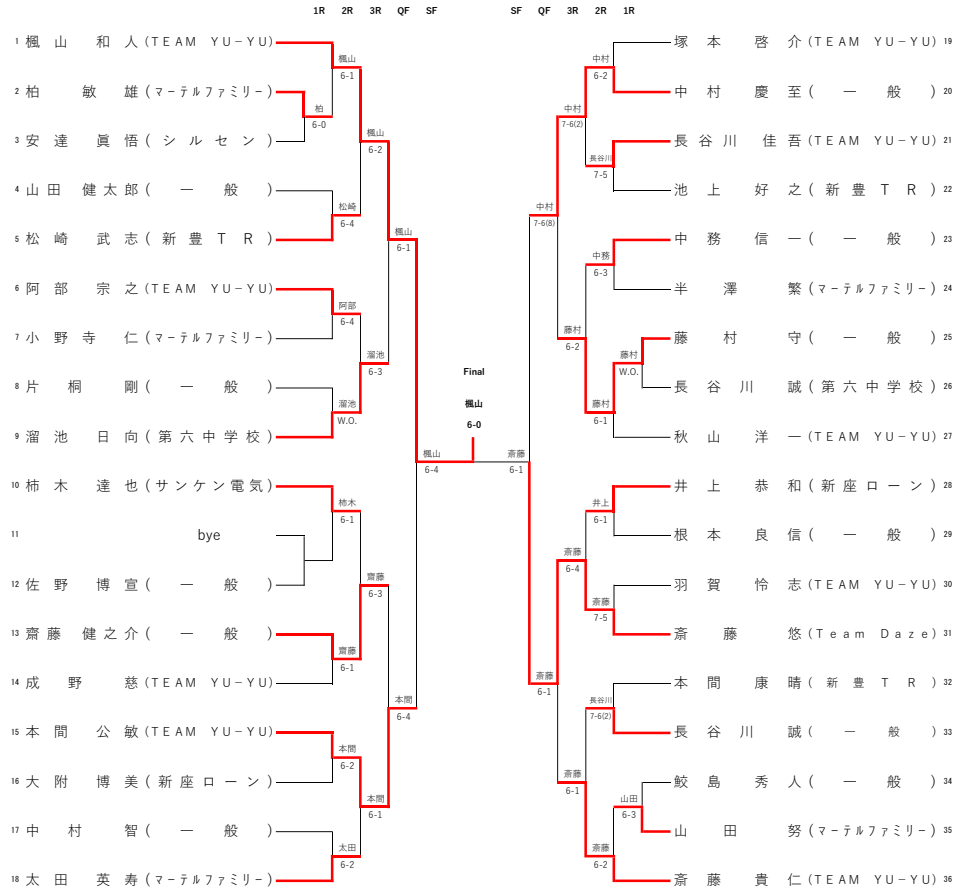 1R 2R 3R QF SF SF QF 3R 2R 1R
1 楓山 和人 (TEAM YU-YU)
2 柏 敏雄 (マーテルファミリー)
3 安達 眞悟 (シルセン)
4 山田 健太郎 (一般)
5 松崎 武志 (新豊TR)
6 阿部 宗之 (TEAM YU-YU)
7 小野寺 仁 (マーテルファミリー)
8 片桐 剛 (一般)
9 溜池 日向 (第六中学校)
10 柿木 達也 (サンケン電気)
11 bye
12 佐野 博宣 (一般)
13 齋藤 健之介 (一般)
14 成野 慈 (TEAM YU-YU)
15 本間 公敏 (TEAM YU-YU)
16 大附 博美 (新座ローン)
17 中村 智 (一般)
18 太田 英寿 (マーテルファミリー)
柏
6-0
楓山
6-1
松崎
6-4
阿部
6-4
溜池
W.O.
柿木
6-1
齋藤
6-1
本間
6-2
太田
6-2
楓山
6-2
溜池
6-3
齋藤
6-3
本間
6-1
楓山
6-1
本間
6-4
楓山
6-4
Final
楓山
6-0
斎藤
6-1
中村
7-6(8)
斎藤
6-1
中村
7-6(2)
藤村
6-2
斎藤
6-4
斎藤
6-1
中村
6-2
長谷川
7-5
中務
6-3
藤村
6-1
井上
6-1
斎藤
7-5
長谷川
7-6(2)
斎藤
6-2
藤村
W.O.
山田
6-3
塚本 啓介 (TEAM YU-YU) 19
中村 慶至 (一般) 20
長谷川 佳吾 (TEAM YU-YU) 21
池上 好之 (新豊TR) 22
中務 信一 (一般) 23
半澤 繁 (マーテルファミリー) 24
藤村 守 (一般) 25
長谷川 誠 (第六中学校) 26
秋山 洋一 (TEAM YU-YU) 27
井上 恭和 (新座ローン) 28
根本 良信 (一般) 29
羽賀 怜志 (TEAM YU-YU) 30
斎藤 悠 (Team Daze) 31
本間 康晴 (新豊TR) 32
長谷川 誠 (一般) 33
鮫島 秀人 (一般) 34
山田 努 (マーテルファミリー) 35
斎藤 貴仁 (TEAM YU-YU) 36